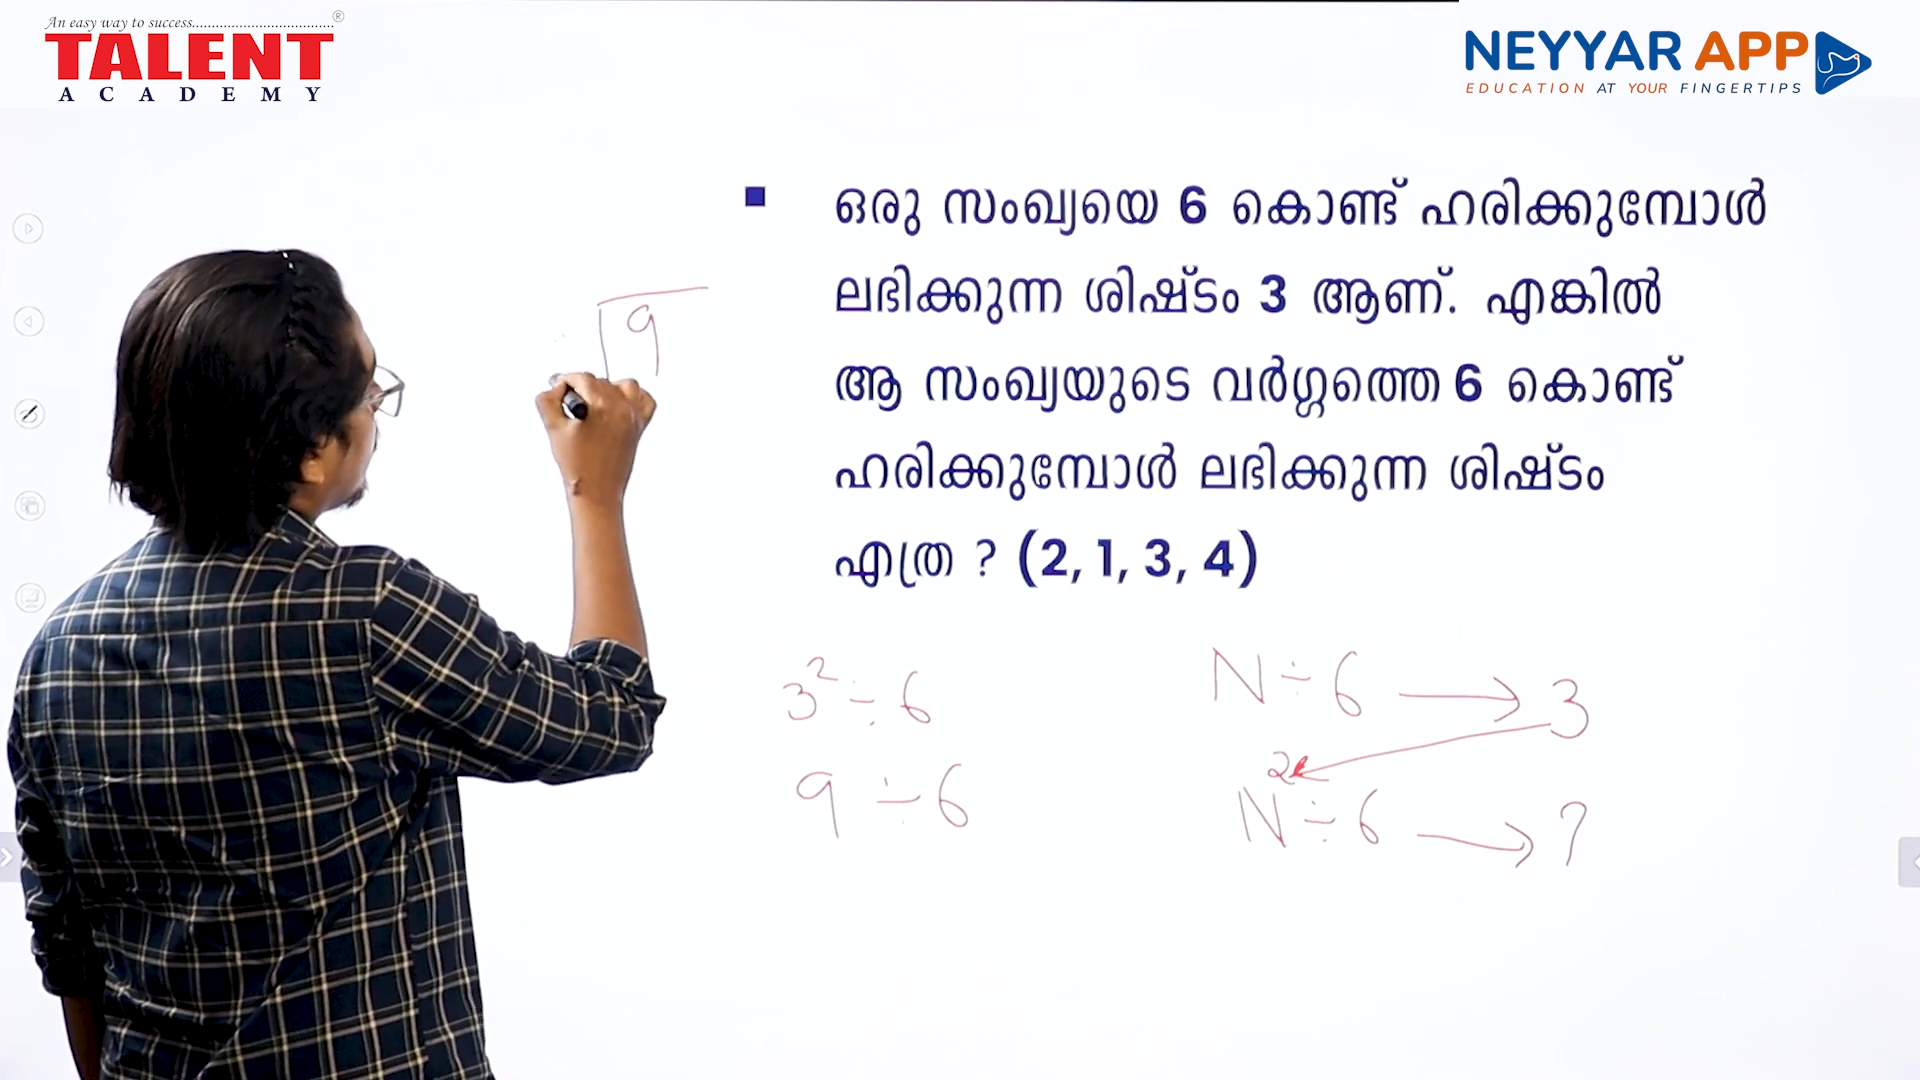 An easy way to success....................................®
TALENT
ACADEMY
NEYYAR APP
EDUCATION AT YOUR FINGERTIPS
ഒരു സംഖ്യയെ 6 കൊണ്ട് ഹരിക്കുമ്പോൾ
ലഭിക്കുന്ന ശിഷ്ടം 3 ആണ്. എങ്കിൽ
ആ സംഖ്യയുടെ വർഗ്ഗത്തെ 6 കൊണ്ട്
ഹരിക്കുമ്പോൾ ലഭിക്കുന്ന ശിഷ്ടം
എത്ര ? (2, 1, 3, 4)
9
3² ÷ 6
9 ÷ 6
N ÷ 6 → 3
N² ÷ 6 → ?